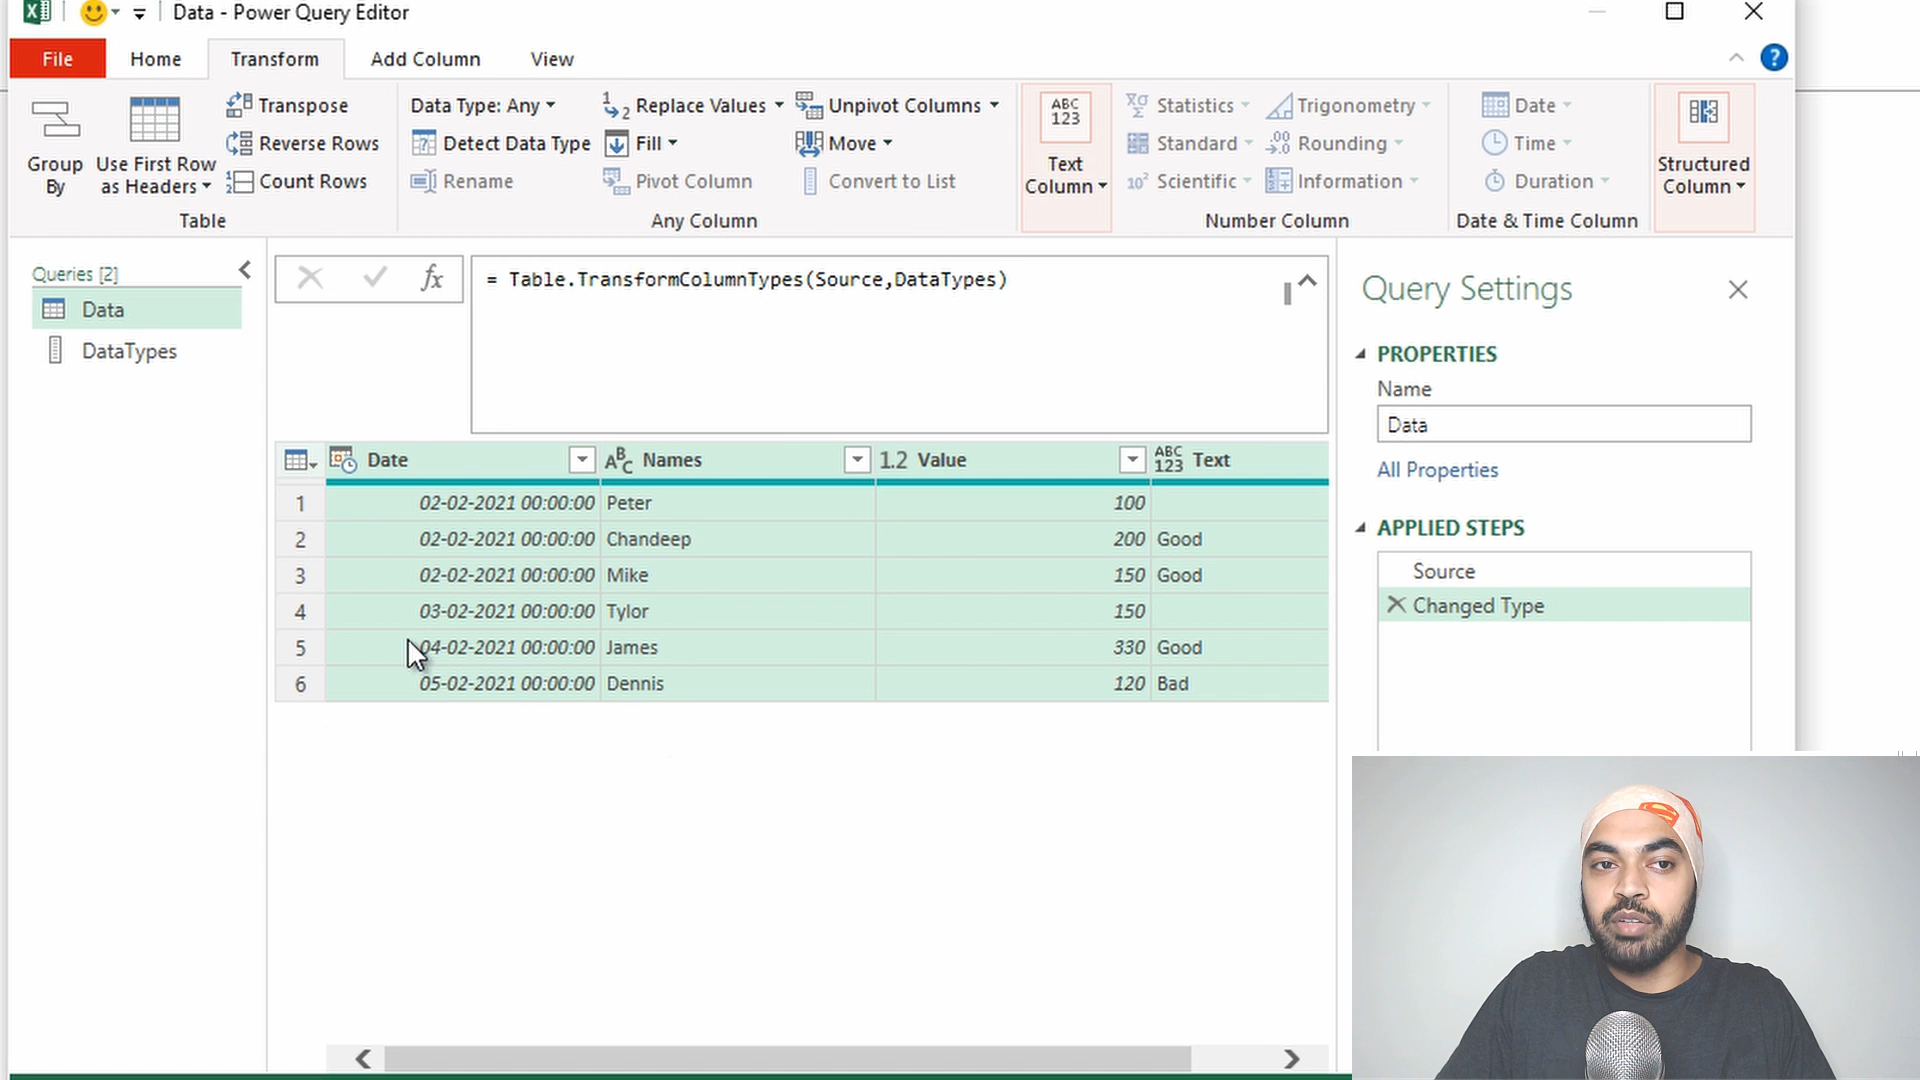 Data - Power Query Editor
File Home Transform Add Column View
Group By
Use First Row as Headers
Transpose
Reverse Rows
Count Rows
Table
Data Type: Any
Detect Data Type
Rename
Replace Values
Fill
Pivot Column
Unpivot Columns
Move
Convert to List
Any Column
ABC
123
Text Column
Statistics
Standard
10² Scientific
Trigonometry
.00 Rounding
Information
Number Column
Date
Time
Duration
Date & Time Column
Structured Column
Queries [2]
Data
DataTypes
fx
= Table.TransformColumnTypes(Source,DataTypes)
Date ABC Names 1.2 Value ABC 123 Text
1 02-02-2021 00:00:00 Peter 100
2 02-02-2021 00:00:00 Chandeep 200 Good
3 02-02-2021 00:00:00 Mike 150 Good
4 03-02-2021 00:00:00 Tylor 150
5 04-02-2021 00:00:00 James 330 Good
6 05-02-2021 00:00:00 Dennis 120 Bad
Query Settings
PROPERTIES
Name
Data
All Properties
APPLIED STEPS
Source
Changed Type